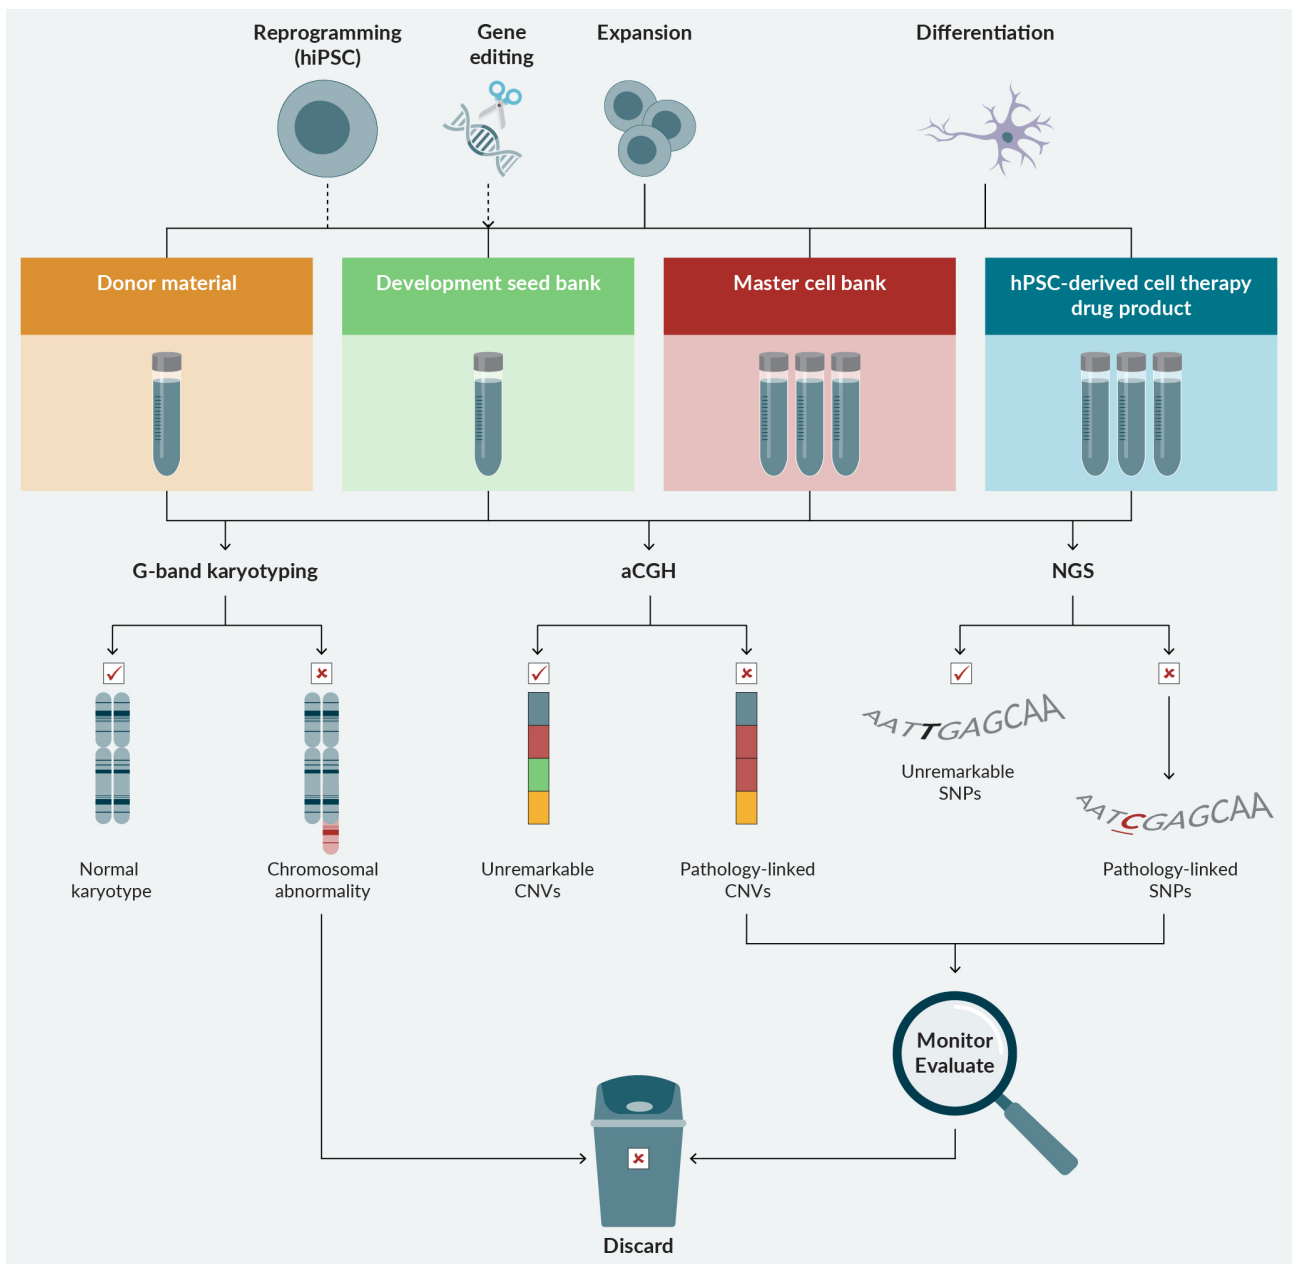 Reprogramming
(hiPSC)
Gene
editing
Expansion
Differentiation
Donor material
Development seed bank
Master cell bank
hPSC-derived cell therapy
drug product
G-band karyotyping
aCGH
NGS
AATTGAGCAA
Unremarkable
SNPs
AATCGAGCAA
Normal
karyotype
Chromosomal
abnormality
Unremarkable
CNVs
Pathology-linked
CNVs
Pathology-linked
SNPs
Monitor
Evaluate
Discard